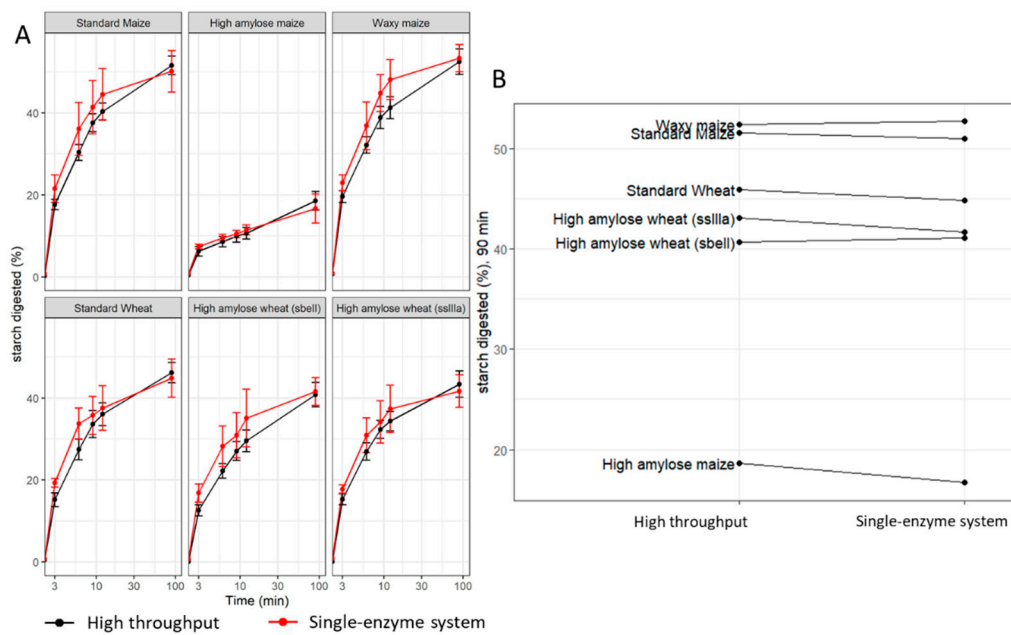 A
Standard Maize
High amylose maize
Waxy maize
40
20
0
Standard Wheat
High amylose wheat (sbeII)
High amylose wheat (ssIIIa)
40
20
0
starch digested (%)
3 10 100
3 10 100
3 10 100
Time (min)
High throughput
Single-enzyme system
B
starch digested (%), 90 min
50
40
30
20
Waxy maize
Standard Maize
Standard Wheat
High amylose wheat (ssIIIa)
High amylose wheat (sbeII)
High amylose maize
High throughput
Single-enzyme system